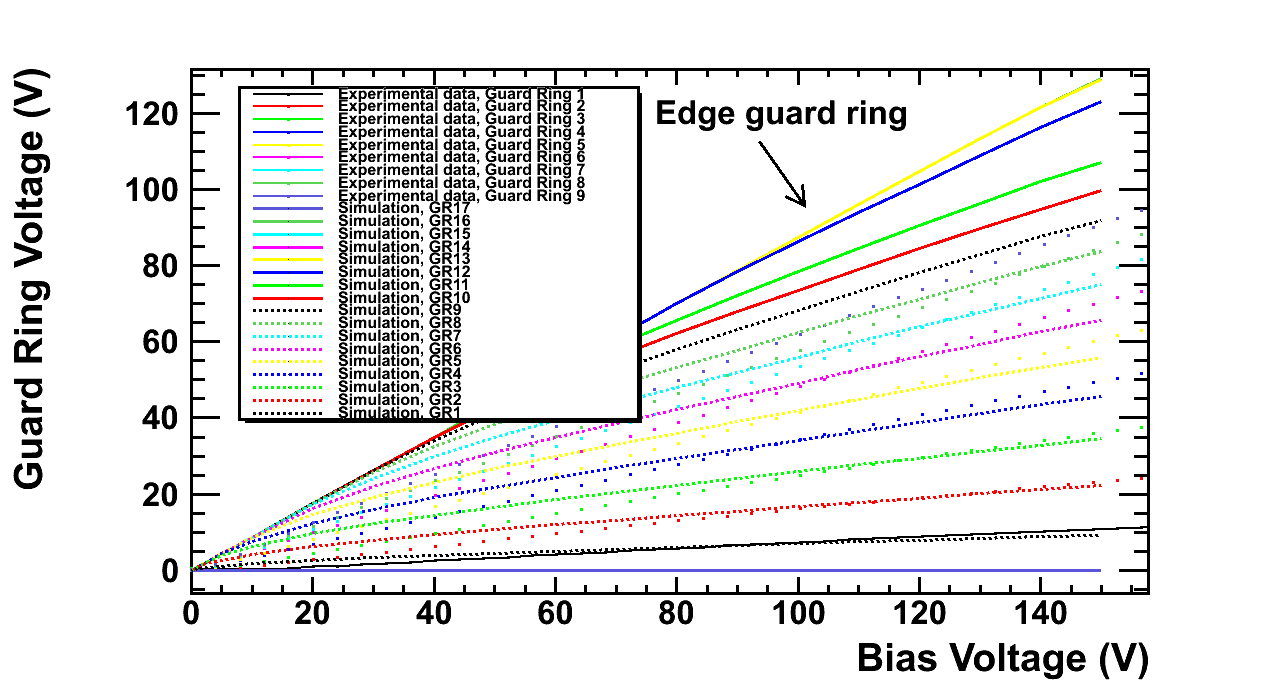 Guard Ring Voltage (V)
120
100
80
60
40
20
0
Experimental data, Guard Ring 1
Experimental data, Guard Ring 2
Experimental data, Guard Ring 3
Experimental data, Guard Ring 4
Experimental data, Guard Ring 5
Experimental data, Guard Ring 6
Experimental data, Guard Ring 7
Experimental data, Guard Ring 8
Experimental data, Guard Ring 9
Simulation, GR17
Simulation, GR16
Simulation, GR15
Simulation, GR14
Simulation, GR13
Simulation, GR12
Simulation, GR11
Simulation, GR10
Simulation, GR9
Simulation, GR8
Simulation, GR7
Simulation, GR6
Simulation, GR5
Simulation, GR4
Simulation, GR3
Simulation, GR2
Simulation, GR1
Edge guard ring
0 20 40 60 80 100 120 140
Bias Voltage (V)